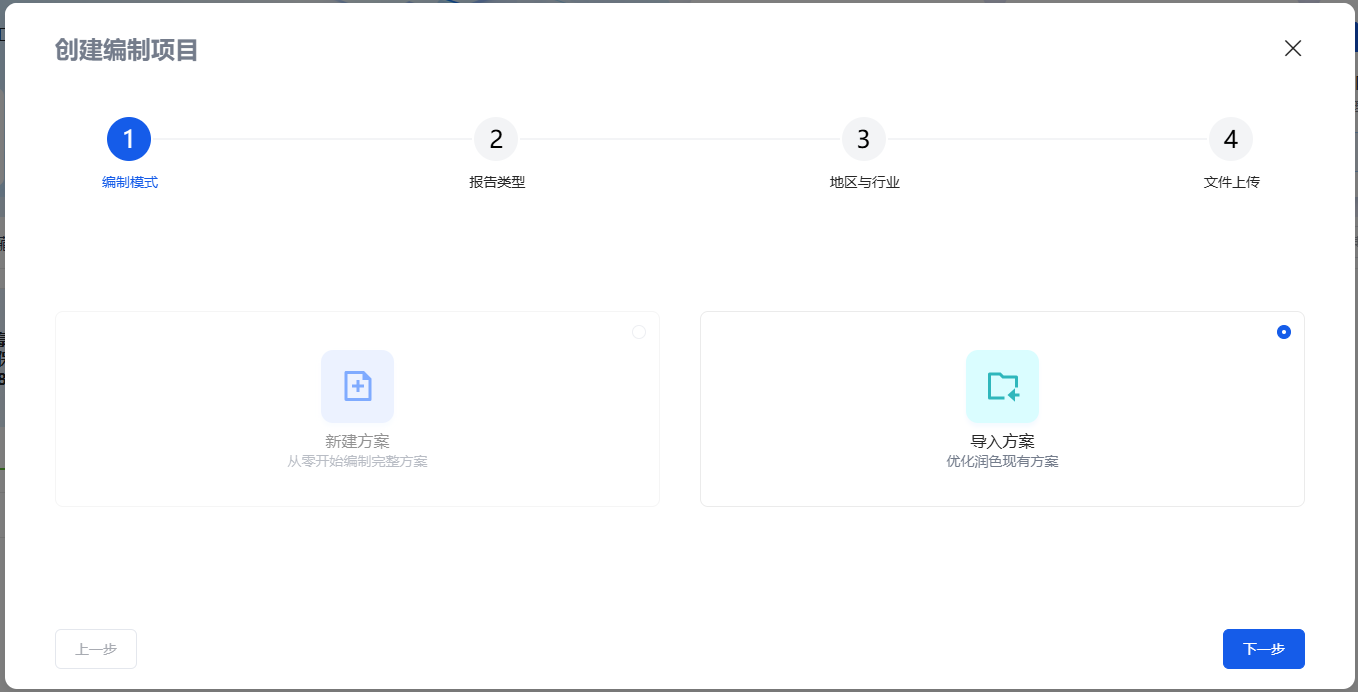 创建编制项目
1
2
3
4
编制模式
报告类型
地区与行业
文件上传
新建方案
从零开始编制完整方案
导入方案
优化润色现有方案
上一步
下一步